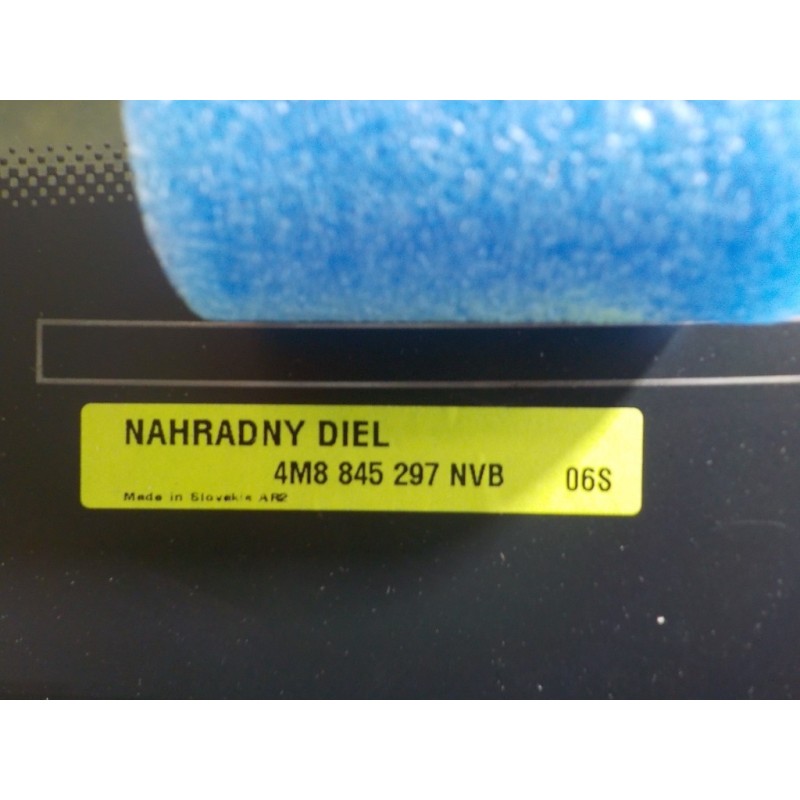 NAHRADNY DIEL
4M8 845 297 NVB 06S
Made in Slovakia AR2